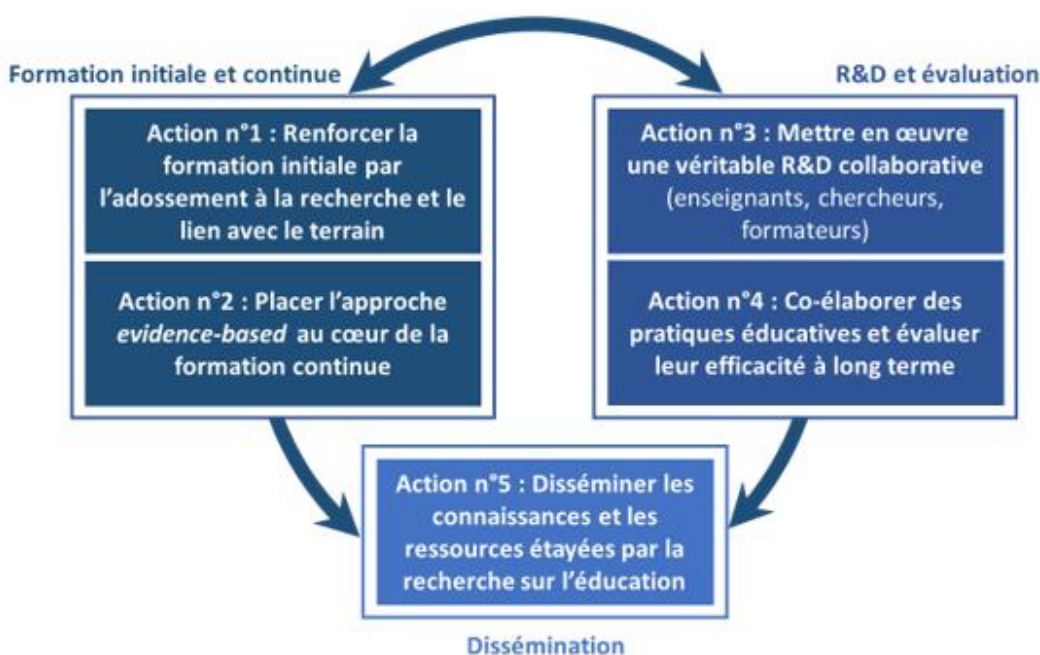 Formation initiale et continue
Action n°1 : Renforcer la
formation initiale par
l'adossement à la recherche et le
lien avec le terrain
Action n°2 : Placer l'approche
evidence-based au cœur de la
formation continue
R&D et évaluation
Action n°3 : Mettre en œuvre
une véritable R&D collaborative
(enseignants, chercheurs,
formateurs)
Action n°4 : Co-élaborer des
pratiques éducatives et évaluer
leur efficacité à long terme
Action n°5 : Disséminer les
connaissances et les
ressources étayées par la
recherche sur l'éducation
Dissémination